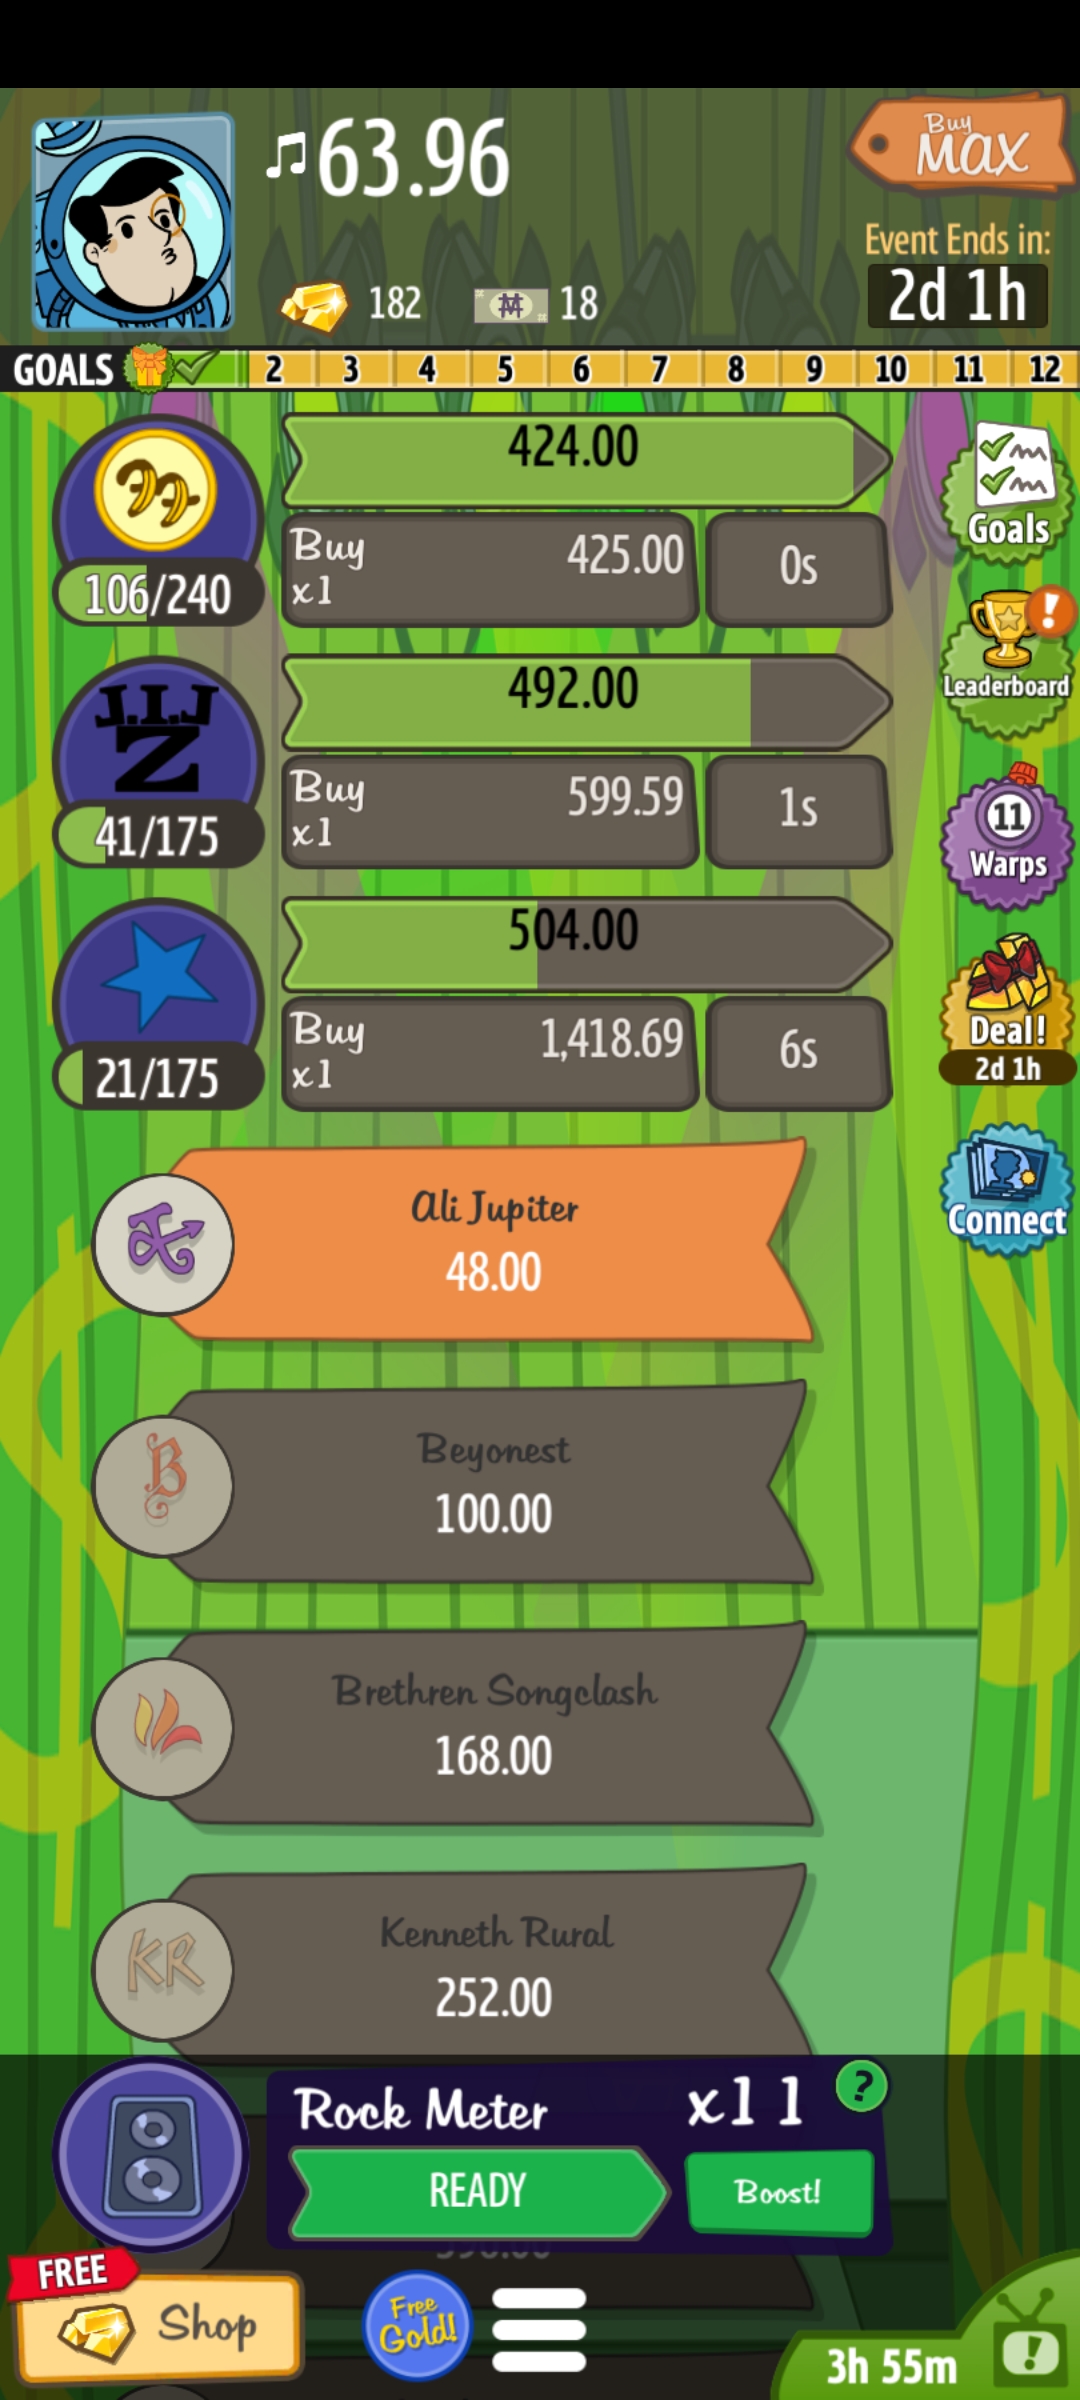 63.96
Buy
MAX
Event Ends in:
2d 1h
182
18
GOALS 2 3 4 5 6 7 8 9 10 11 12
424.00
Buy
x1
425.00
0s
106/240
Goals
J.T.J
Z
492.00
Buy
x1
599.59
1s
41/175
Leaderboard
11
Warps
504.00
Buy
x1
1,418.69
6s
21/175
Deal!
2d 1h
Connect
Ali Jupiter
48.00
B
Beyonest
100.00
Brethren Songclash
168.00
KR
Kenneth Rural
252.00
Rock Meter
x11
?
READY
Boost!
FREE
Shop
Free
Gold!
3h 55m